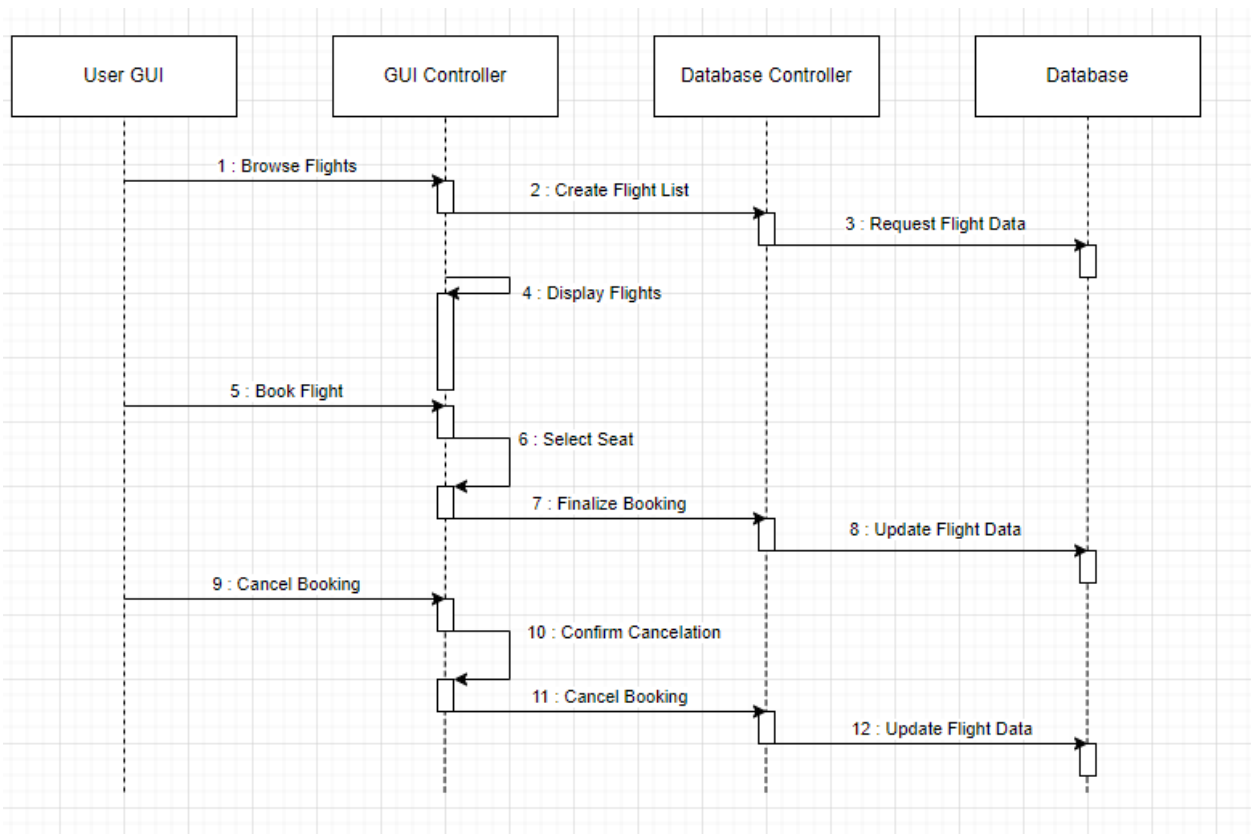 User GUI
GUI Controller
Database Controller
Database
1 : Browse Flights
2 : Create Flight List
3 : Request Flight Data
4 : Display Flights
5 : Book Flight
6 : Select Seat
7 : Finalize Booking
8 : Update Flight Data
9 : Cancel Booking
10 : Confirm Cancelation
11 : Cancel Booking
12 : Update Flight Data